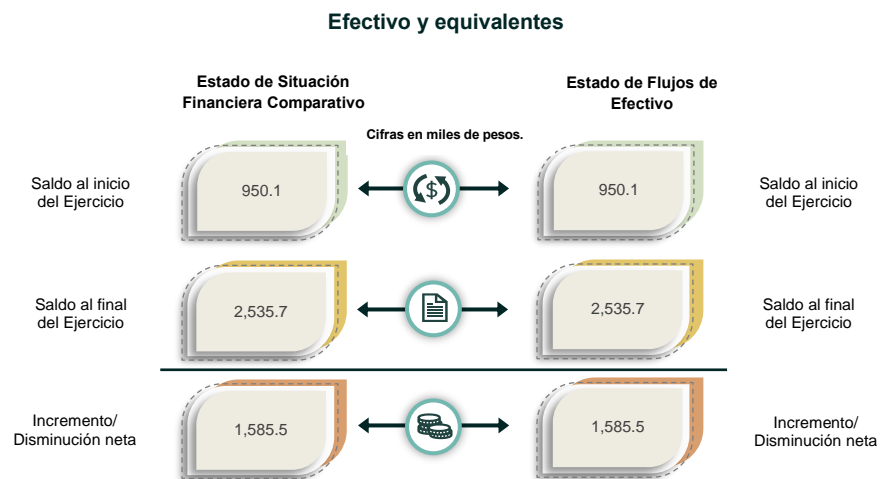 Efectivo y equivalentes
Estado de Situación
Financiera Comparativo
Estado de Flujos de
Efectivo
Cifras en miles de pesos.
Saldo al inicio
del Ejercicio
950.1
$
950.1
Saldo al inicio
del Ejercicio
Saldo al final
del Ejercicio
2,535.7
2,535.7
Saldo al final
del Ejercicio
Incremento/
Disminución neta
1,585.5
1,585.5
Incremento/
Disminución neta